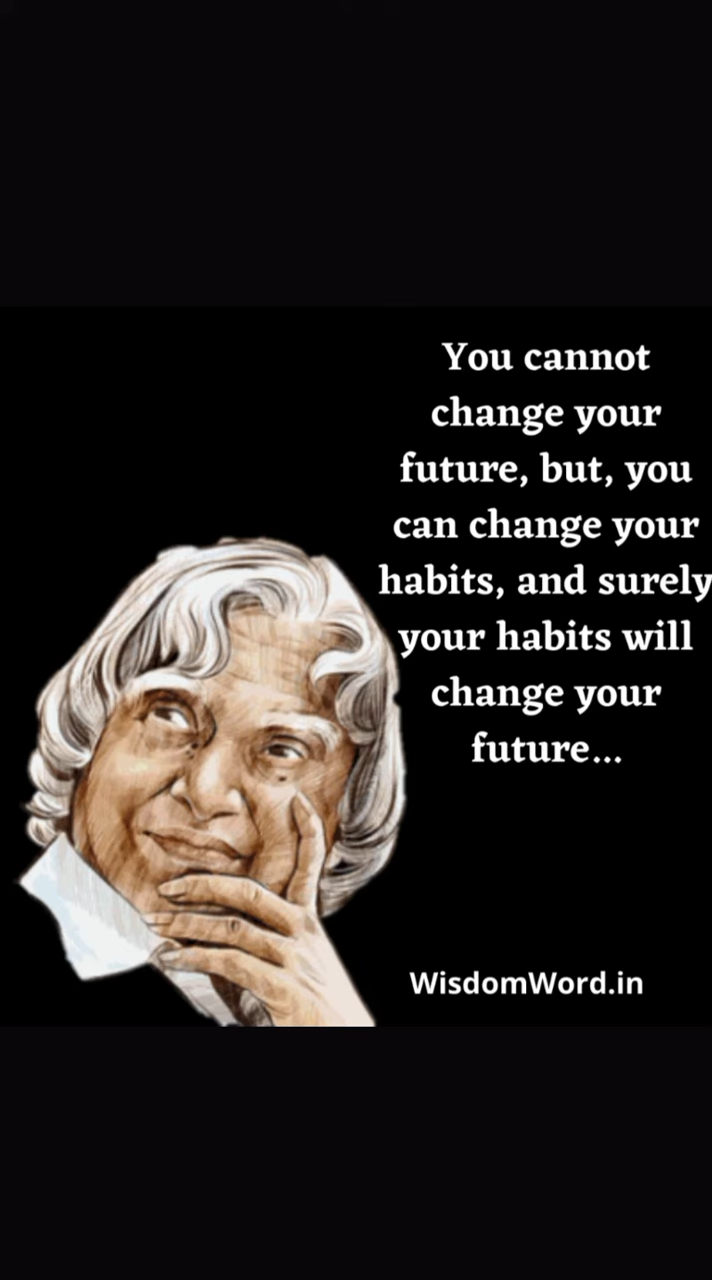 You cannot
change your
future, but, you
can change your
habits, and surely
your habits will
change your
future...
WisdomWord.in